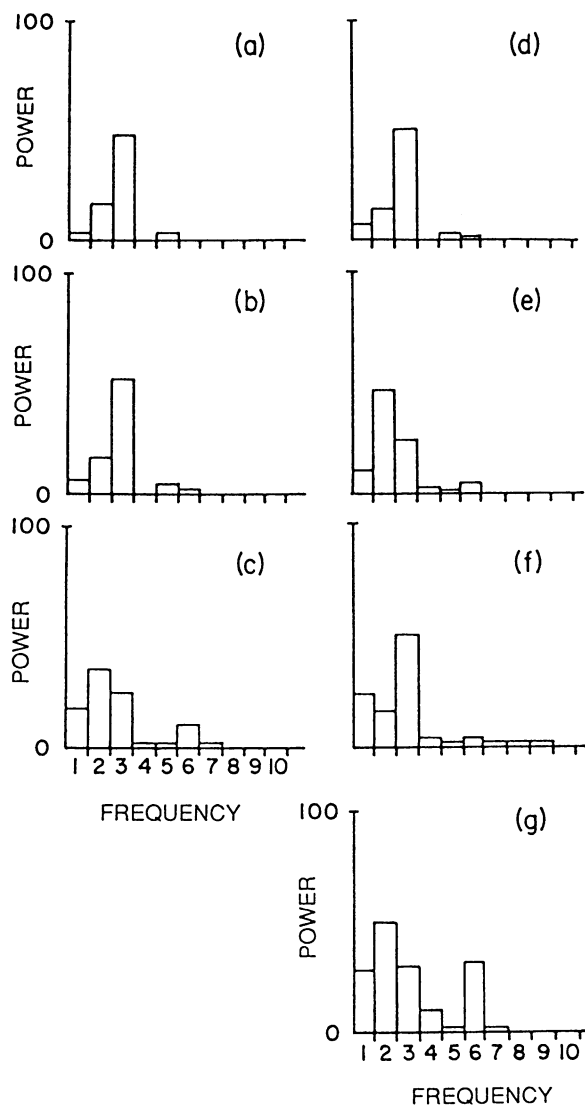 100
(a)
POWER
0
(d)
100
(b)
POWER
0
(e)
100
(c)
POWER
0
1 2 3 4 5 6 7 8 9 10
FREQUENCY
(f)
100
(g)
POWER
0
1 2 3 4 5 6 7 8 9 10
FREQUENCY